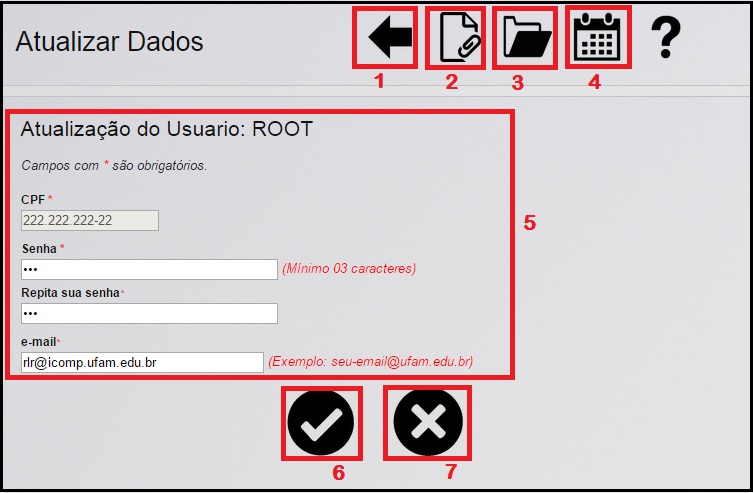 Atualizar Dados
?
1
2
3
4
Atualização do Usuario: ROOT
Campos com * são obrigatórios.
CPF *
222.222.222-22
5
Senha *
••• (Mínimo 03 caracteres)
Repita sua senha*
•••
e-mail*
rlr@icomp.ufam.edu.br (Exemplo: seu-email@ufam.edu.br)
6
7